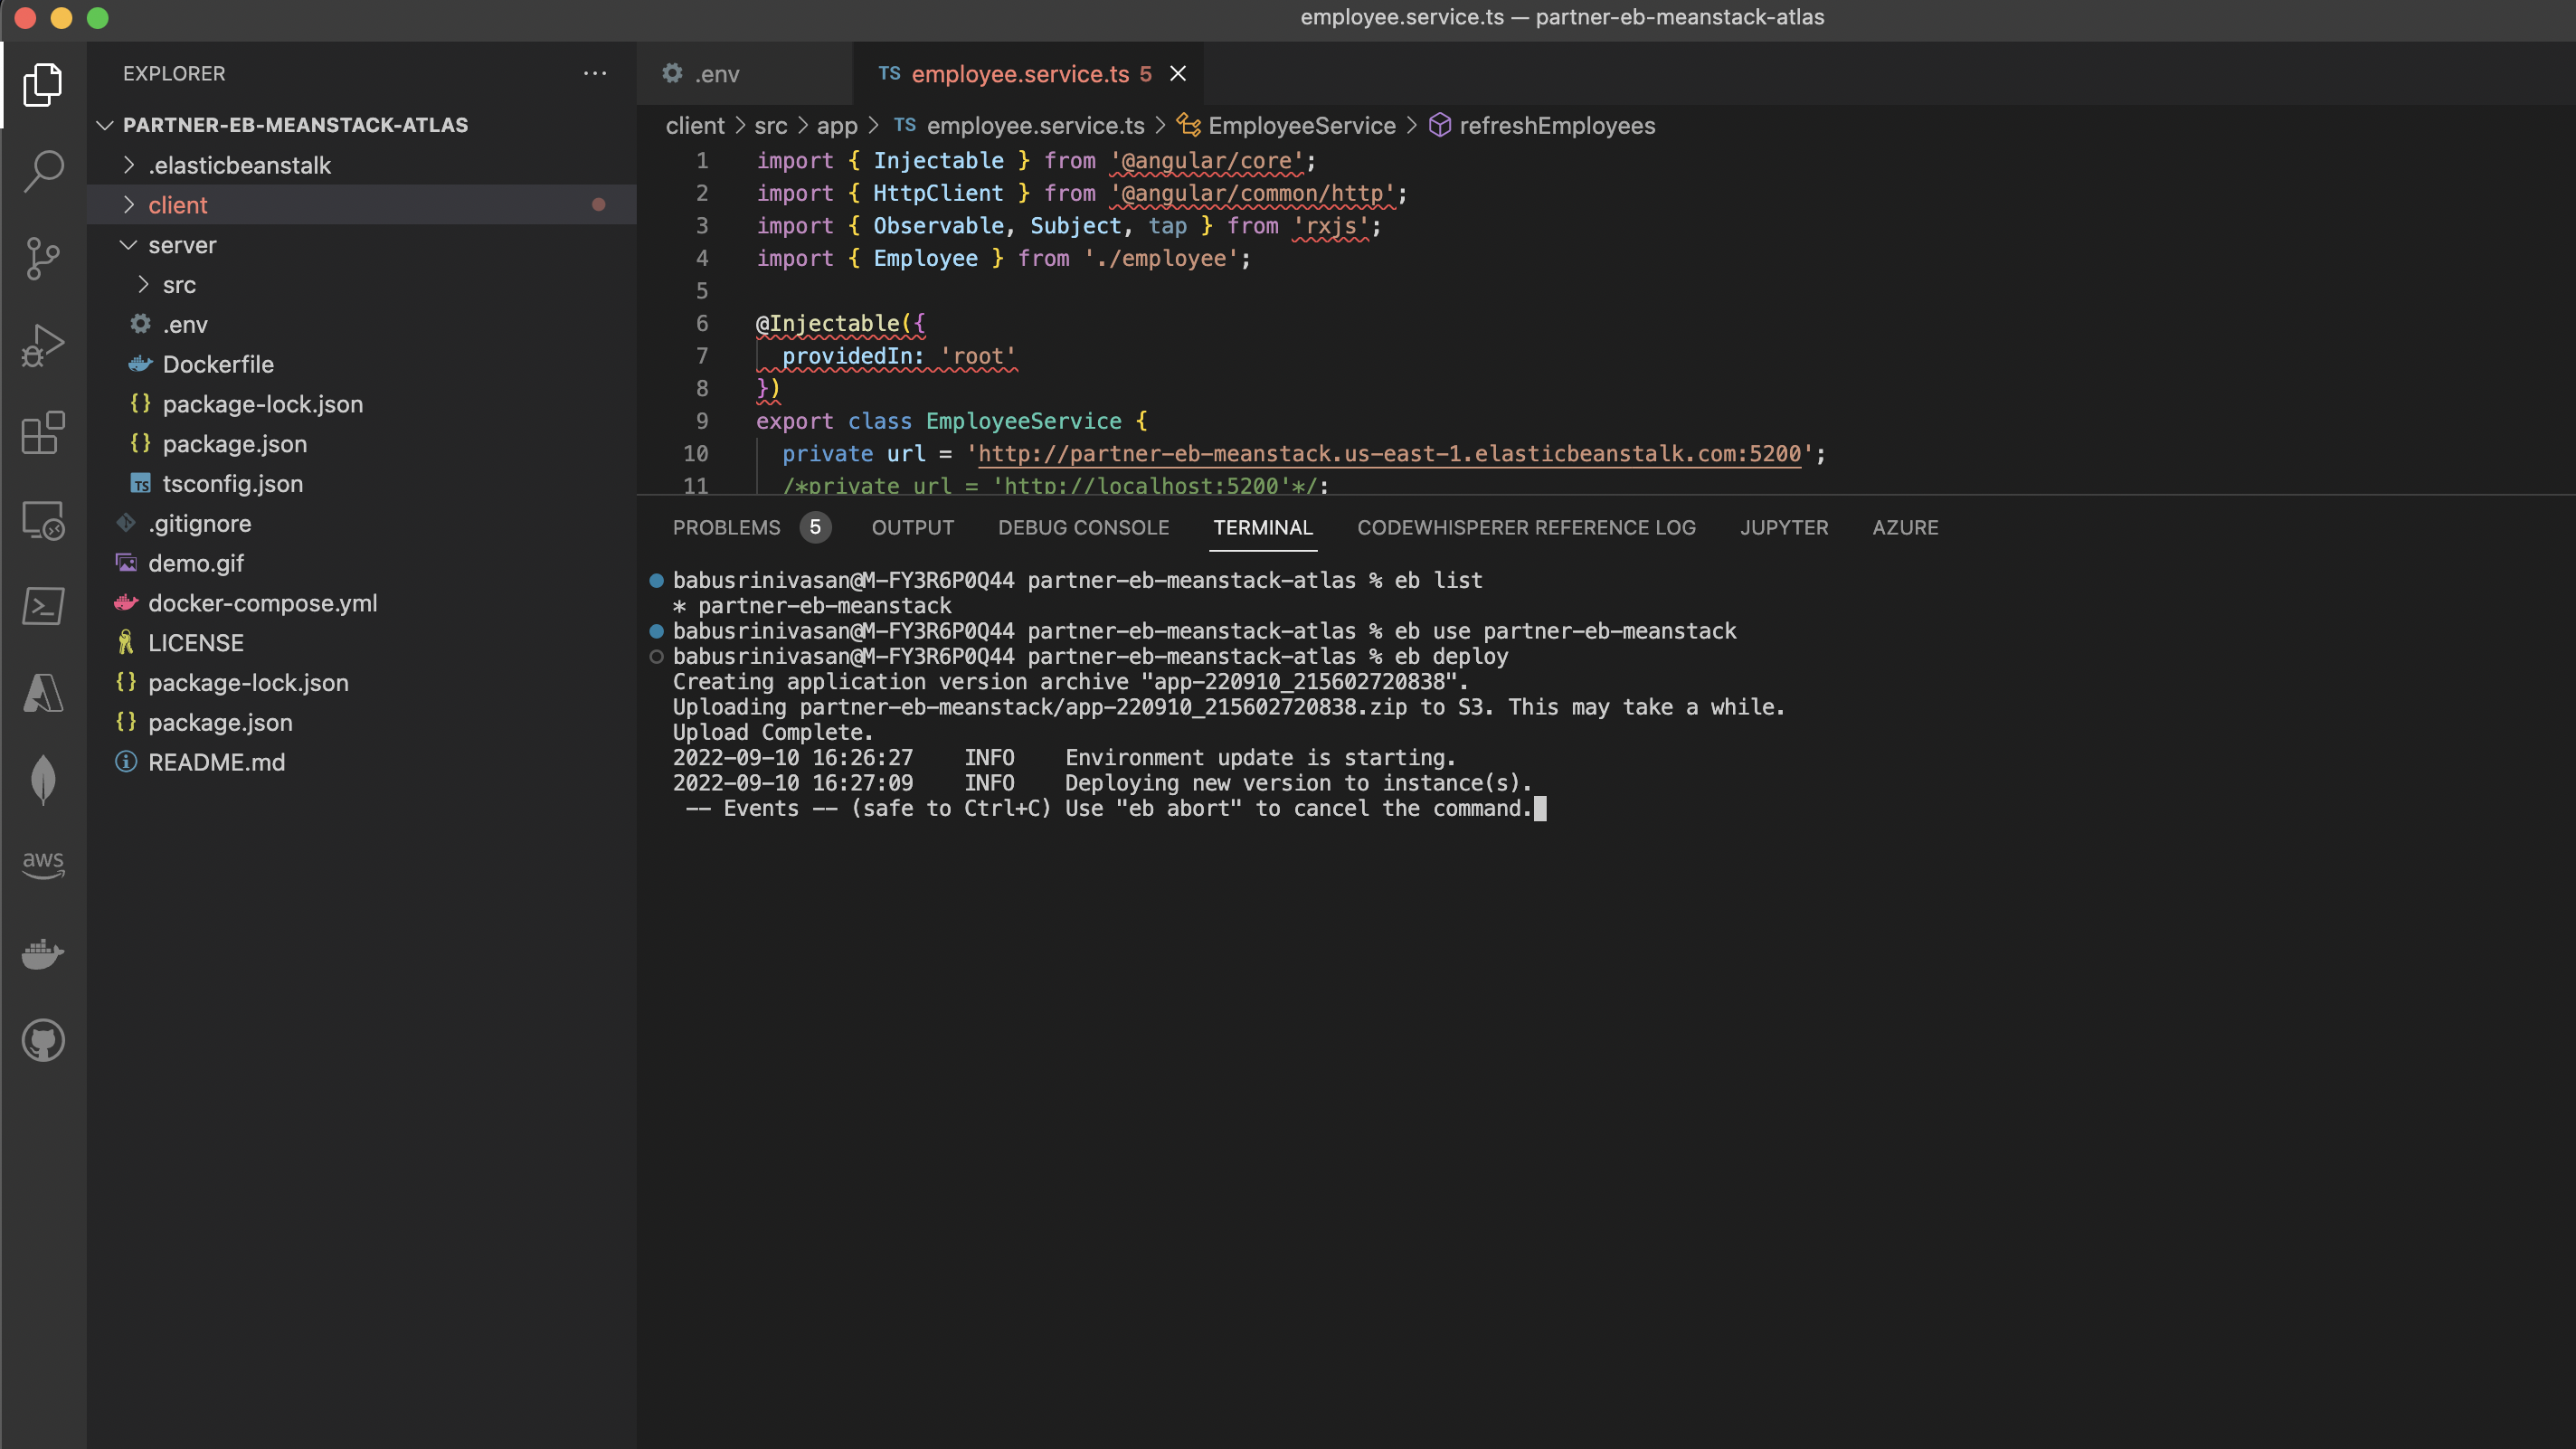 employee.service.ts — partner-eb-meanstack-atlas
EXPLORER
PARTNER-EB-MEANSTACK-ATLAS
.elasticbeanstalk
client
server
src
.env
Dockerfile
{} package-lock.json
{} package.json
TS tsconfig.json
.gitignore
demo.gif
docker-compose.yml
LICENSE
{} package-lock.json
{} package.json
README.md
aws
.env
TS employee.service.ts 5
client > src > app > TS employee.service.ts > EmployeeService > refreshEmployees
1 import { Injectable } from '@angular/core';
2 import { HttpClient } from '@angular/common/http';
3 import { Observable, Subject, tap } from 'rxjs';
4 import { Employee } from './employee';
5
6 @Injectable({
7 providedIn: 'root'
8 })
9 export class EmployeeService {
10 private url = 'http://partner-eb-meanstack.us-east-1.elasticbeanstalk.com:5200';
11 /*private url = 'http://localhost:5200'*/;
PROBLEMS 5 OUTPUT DEBUG CONSOLE TERMINAL CODEWHISPERER REFERENCE LOG JUPYTER AZURE
babusrinivasan@M-FY3R6P0Q44 partner-eb-meanstack-atlas % eb list
* partner-eb-meanstack
babusrinivasan@M-FY3R6P0Q44 partner-eb-meanstack-atlas % eb use partner-eb-meanstack
babusrinivasan@M-FY3R6P0Q44 partner-eb-meanstack-atlas % eb deploy
Creating application version archive "app-220910_215602720838".
Uploading partner-eb-meanstack/app-220910_215602720838.zip to S3. This may take a while.
Upload Complete.
2022-09-10 16:26:27 INFO Environment update is starting.
2022-09-10 16:27:09 INFO Deploying new version to instance(s).
-- Events -- (safe to Ctrl+C) Use "eb abort" to cancel the command.